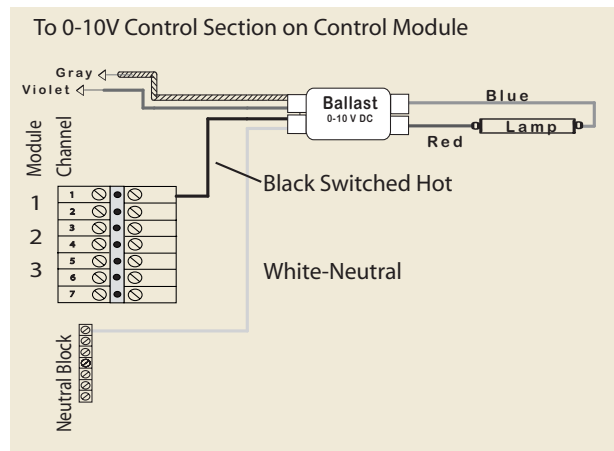 To 0-10V Control Section on Control Module
Gray
Violet
Ballast
0-10 V DC
Blue
Lamp
Red
Module
Channel
Black Switched Hot
1
2
3
1
2
3
4
5
6
7
White-Neutral
Neutral Block